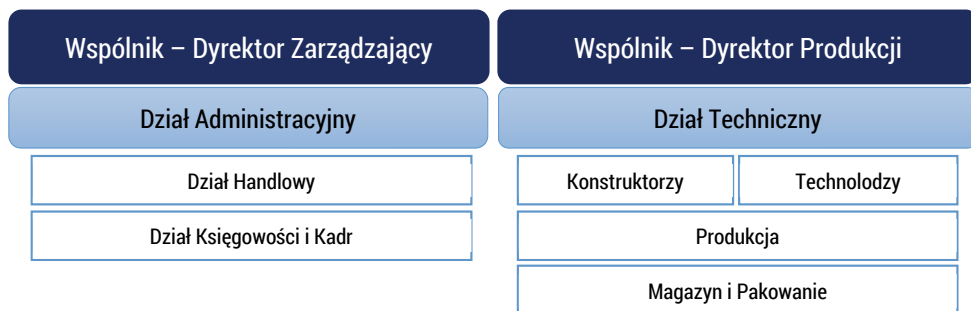 Wspólnik – Dyrektor Zarządzający
Dział Administracyjny
Dział Handlowy
Dział Księgowości i Kadr
Wspólnik – Dyrektor Produkcji
Dział Techniczny
Konstruktorzy
Technolodzy
Produkcja
Magazyn i Pakowanie